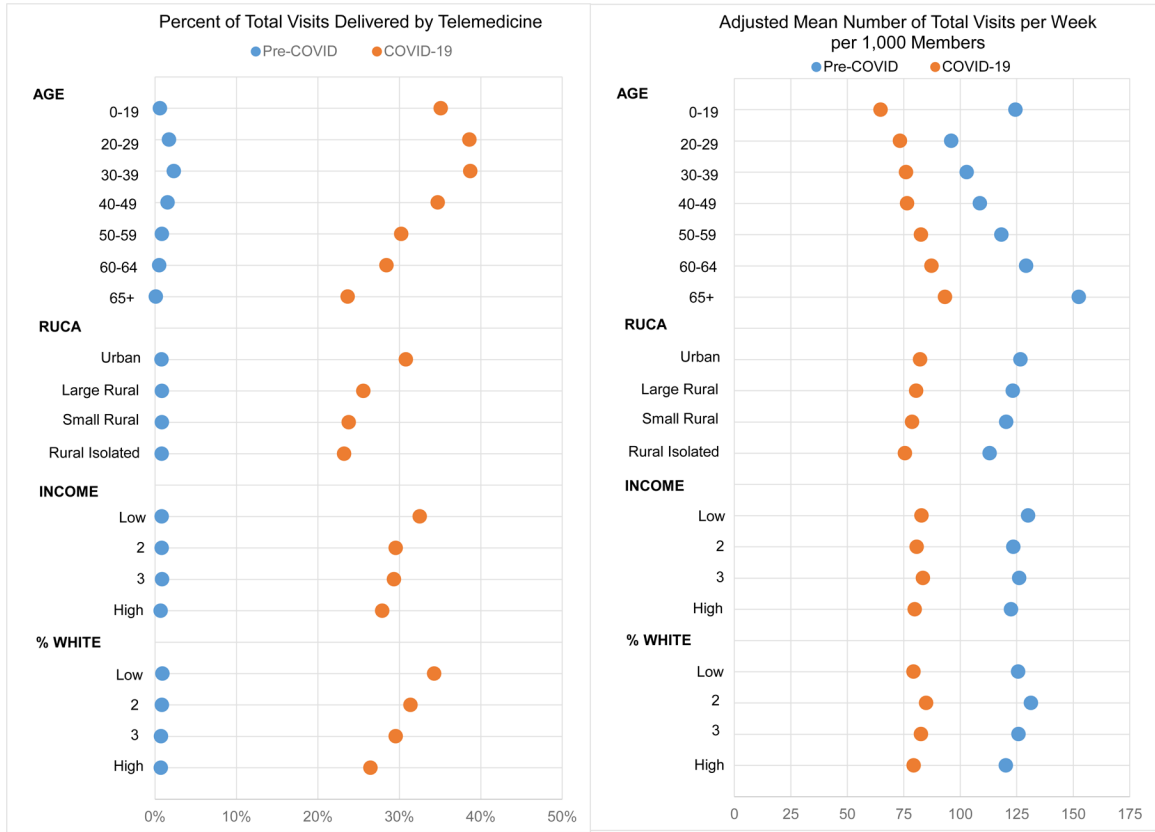 Percent of Total Visits Delivered by Telemedicine
Pre-COVID COVID-19
AGE
0-19
20-29
30-39
40-49
50-59
60-64
65+
RUCA
Urban
Large Rural
Small Rural
Rural Isolated
INCOME
Low
2
3
High
% WHITE
Low
2
3
High
0% 10% 20% 30% 40% 50%
Adjusted Mean Number of Total Visits per Week
per 1,000 Members
Pre-COVID COVID-19
AGE
0-19
20-29
30-39
40-49
50-59
60-64
65+
RUCA
Urban
Large Rural
Small Rural
Rural Isolated
INCOME
Low
2
3
High
% WHITE
Low
2
3
High
0 25 50 75 100 125 150 175